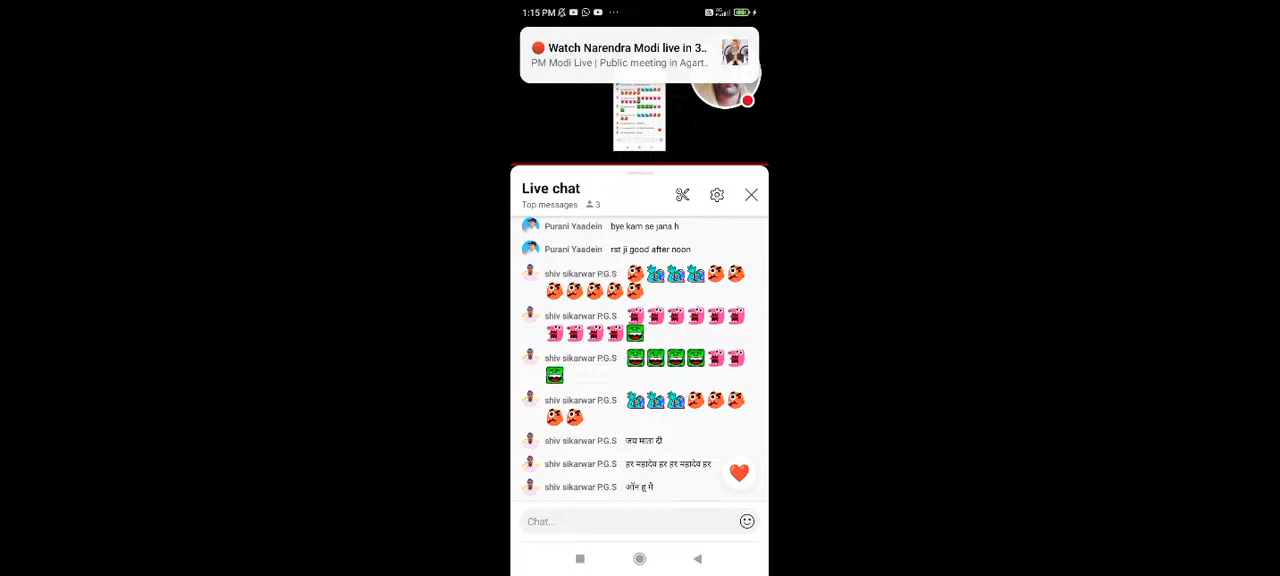 1:15 PM
Watch Narendra Modi live in 3..
PM Modi Live | Public meeting in Agart..
Live chat
Top messages 3
Purani Yaadein bye kam se jana h
Purani Yaadein rst ji good after noon
shiv sikarwar P.G.S
shiv sikarwar P.G.S
shiv sikarwar P.G.S
shiv sikarwar P.G.S
shiv sikarwar P.G.S जय माता दी
shiv sikarwar P.G.S हर महादेव हर हर महादेव हर
shiv sikarwar P.G.S ऑन हू मै
Chat...